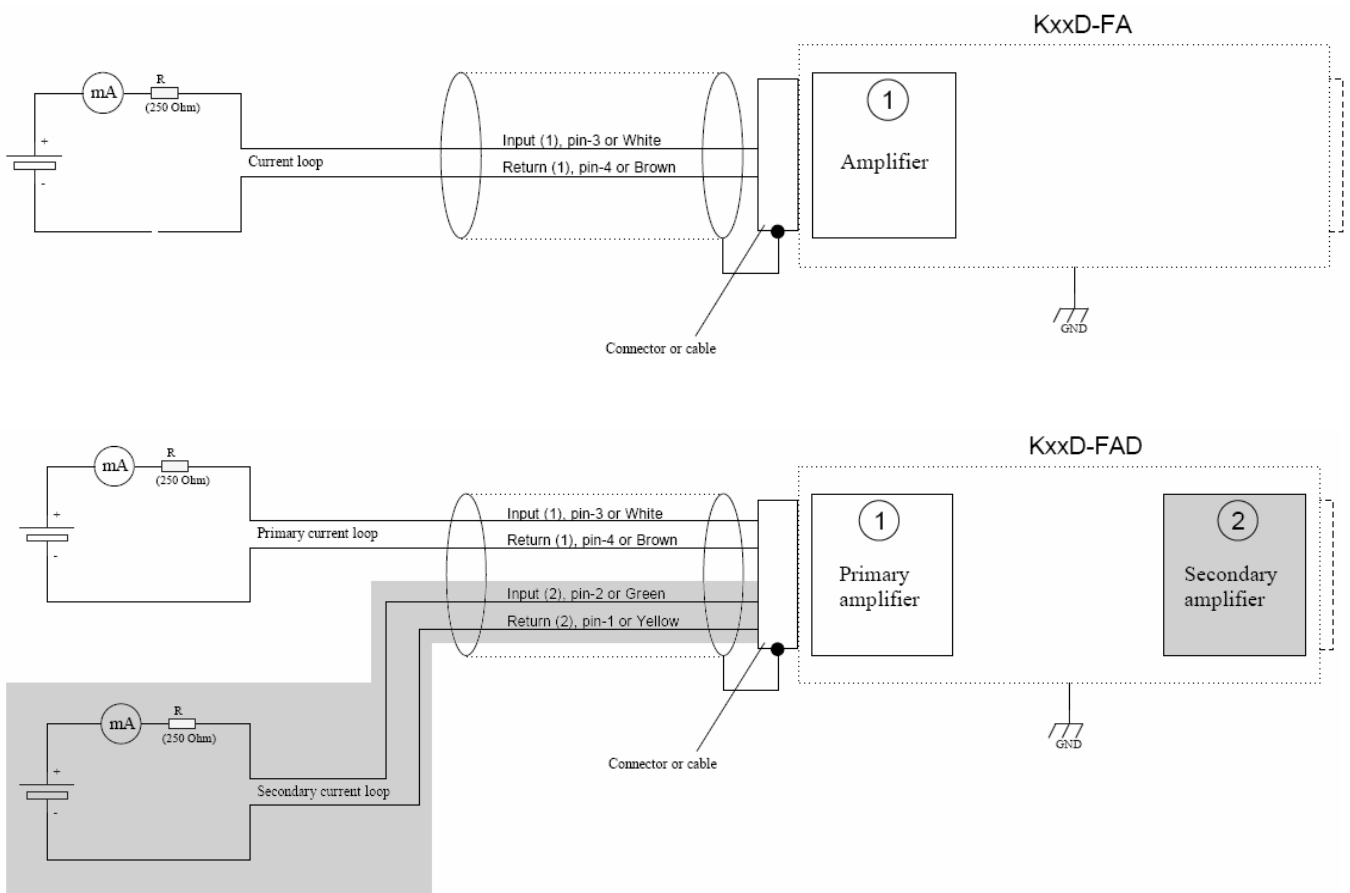 KxxD-FA
mA
R
(250 Ohm)
+
-
Current loop
Input (1), pin-3 or White
Return (1), pin-4 or Brown
1
Amplifier
GND
Connector or cable
KxxD-FAD
mA
R
(250 Ohm)
+
-
Primary current loop
Input (1), pin-3 or White
Return (1), pin-4 or Brown
Input (2), pin-2 or Green
Return (2), pin-1 or Yellow
1
Primary
amplifier
2
Secondary
amplifier
GND
Connector or cable
mA
R
(250 Ohm)
+
-
Secondary current loop